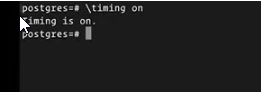 postgres=# \timing on
Timing is on.
postgres=#